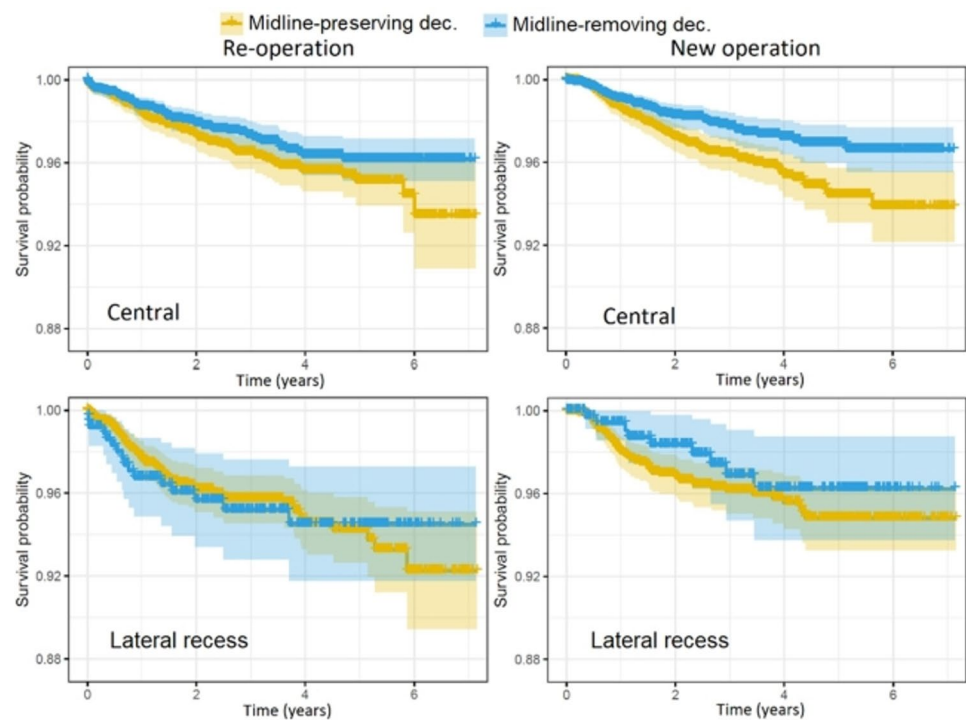 Midline-preserving dec. Midline-removing dec.
Re-operation New operation
1.00
0.96
0.92
0.88
Survival probability
Central
0 2 4 6
Time (years)
1.00
0.96
0.92
0.88
Survival probability
Central
0 2 4 6
Time (years)
1.00
0.96
0.92
0.88
Survival probability
Lateral recess
0 2 4 6
Time (years)
1.00
0.96
0.92
0.88
Survival probability
Lateral recess
0 2 4 6
Time (years)